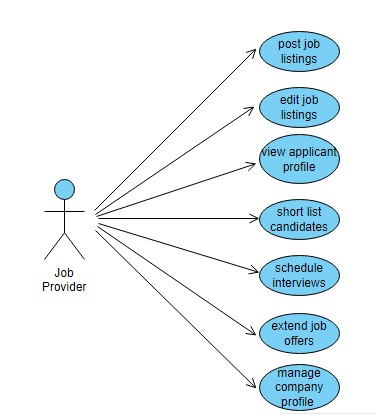 post job
listings
edit job
listings
view applicant
profile
short list
candidates
Job
Provider
schedule
interviews
extend job
offers
manage
company
profile